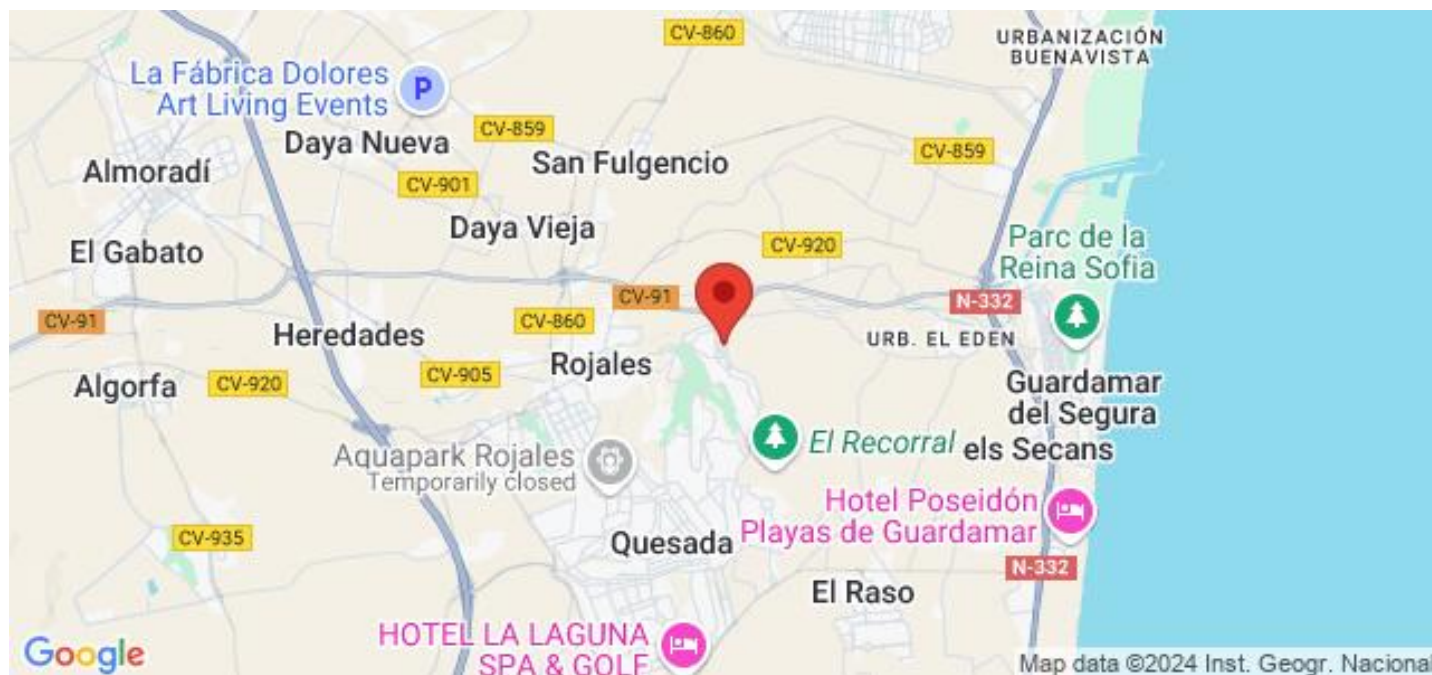 CV-860
URBANIZACIÓN
BUENAVISTA
La Fábrica Dolores
Art Living Events
P
Daya Nueva
CV-859
San Fulgencio
CV-859
Almoradí
CV-901
Daya Vieja
El Gabato
CV-920
Parc de la
Reina Sofia
CV-91
N-332
CV-91
CV-860
Heredades
URB. EL EDEN
Rojales
Algorfa
CV-920
CV-905
Guardamar
del Segura
El Recorral
els Secans
Aquapark Rojales
Temporarily closed
Hotel Poseidón
Playas de Guardamar
CV-935
Quesada
N-332
El Raso
HOTEL LA LAGUNA
SPA & GOLF
Google
Map data ©2024 Inst. Geogr. Nacional